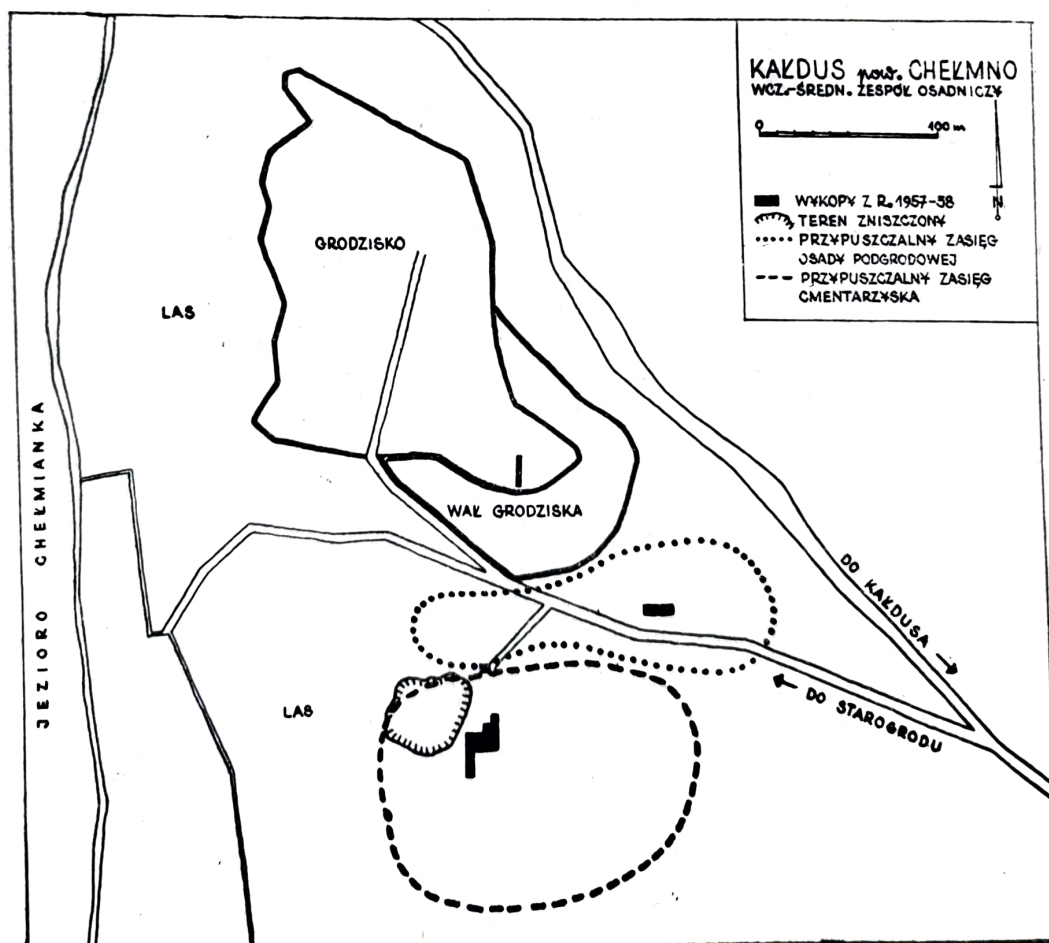 KAŁDUS pow. CHEŁMNO
WCZ.-ŚREDN. ZESPÓŁ OSADNICZY
0 100 m
N
WYKOPY Z R. 1957-58
TEREN ZNISZCZONY
PRZYPUSZCZALNY ZASIĘG
OSADY PODGRODOWEJ
PRZYPUSZCZALNY ZASIĘG
CMENTARZYSKA
GRODZISKO
LAS
JEZIORO CHEŁMIANKA
WAŁ GRODZISKA
DO KAŁDUSA
DO STAROGRODU
LAS